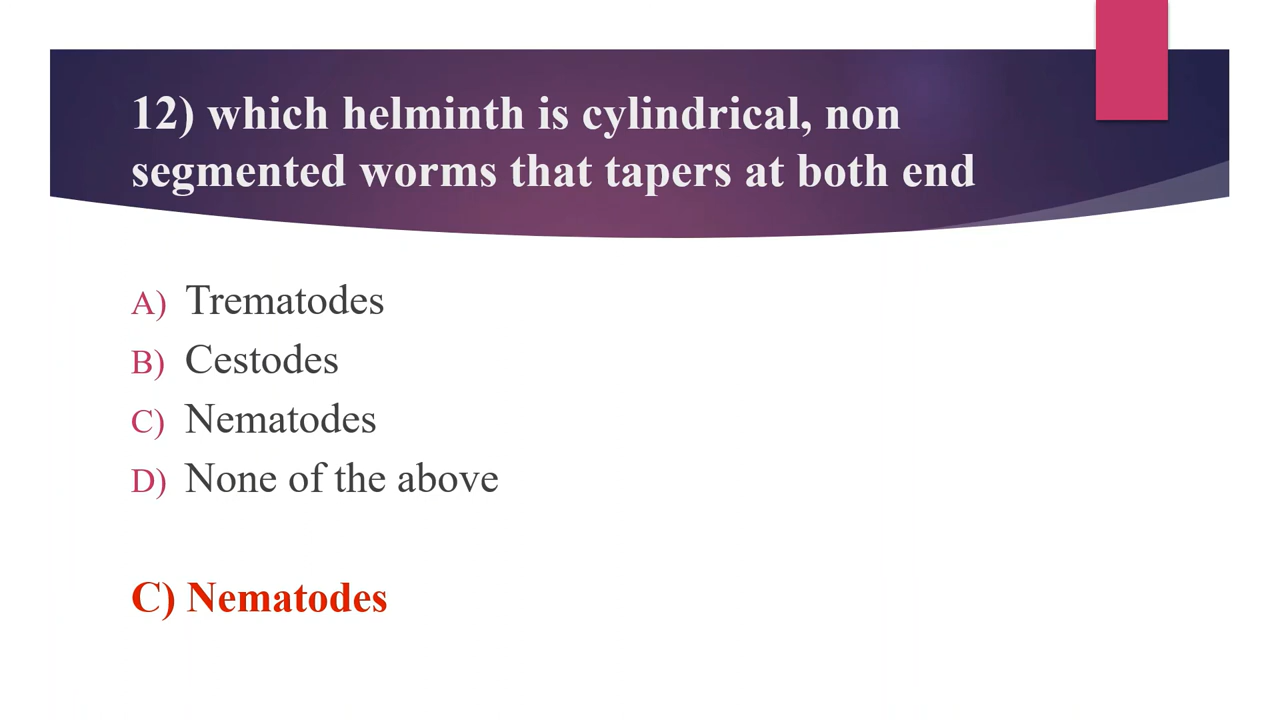 12) which helminth is cylindrical, non
segmented worms that tapers at both end
A) Trematodes
B) Cestodes
C) Nematodes
D) None of the above
C) Nematodes